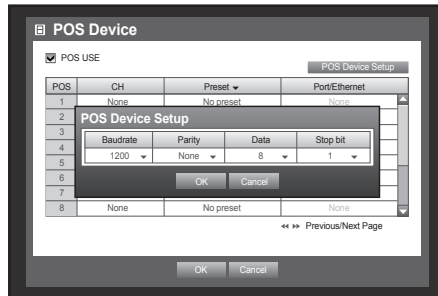 POS Device
POS USE
POS Device Setup
POS CH Preset Port/Ethernet
1 None No preset None
2
POS Device Setup
3
Baudrate Parity Data Stop bit
4
1200 None 8 1
5
6
OK Cancel
7
8 None No preset None
Previous/Next Page
OK Cancel